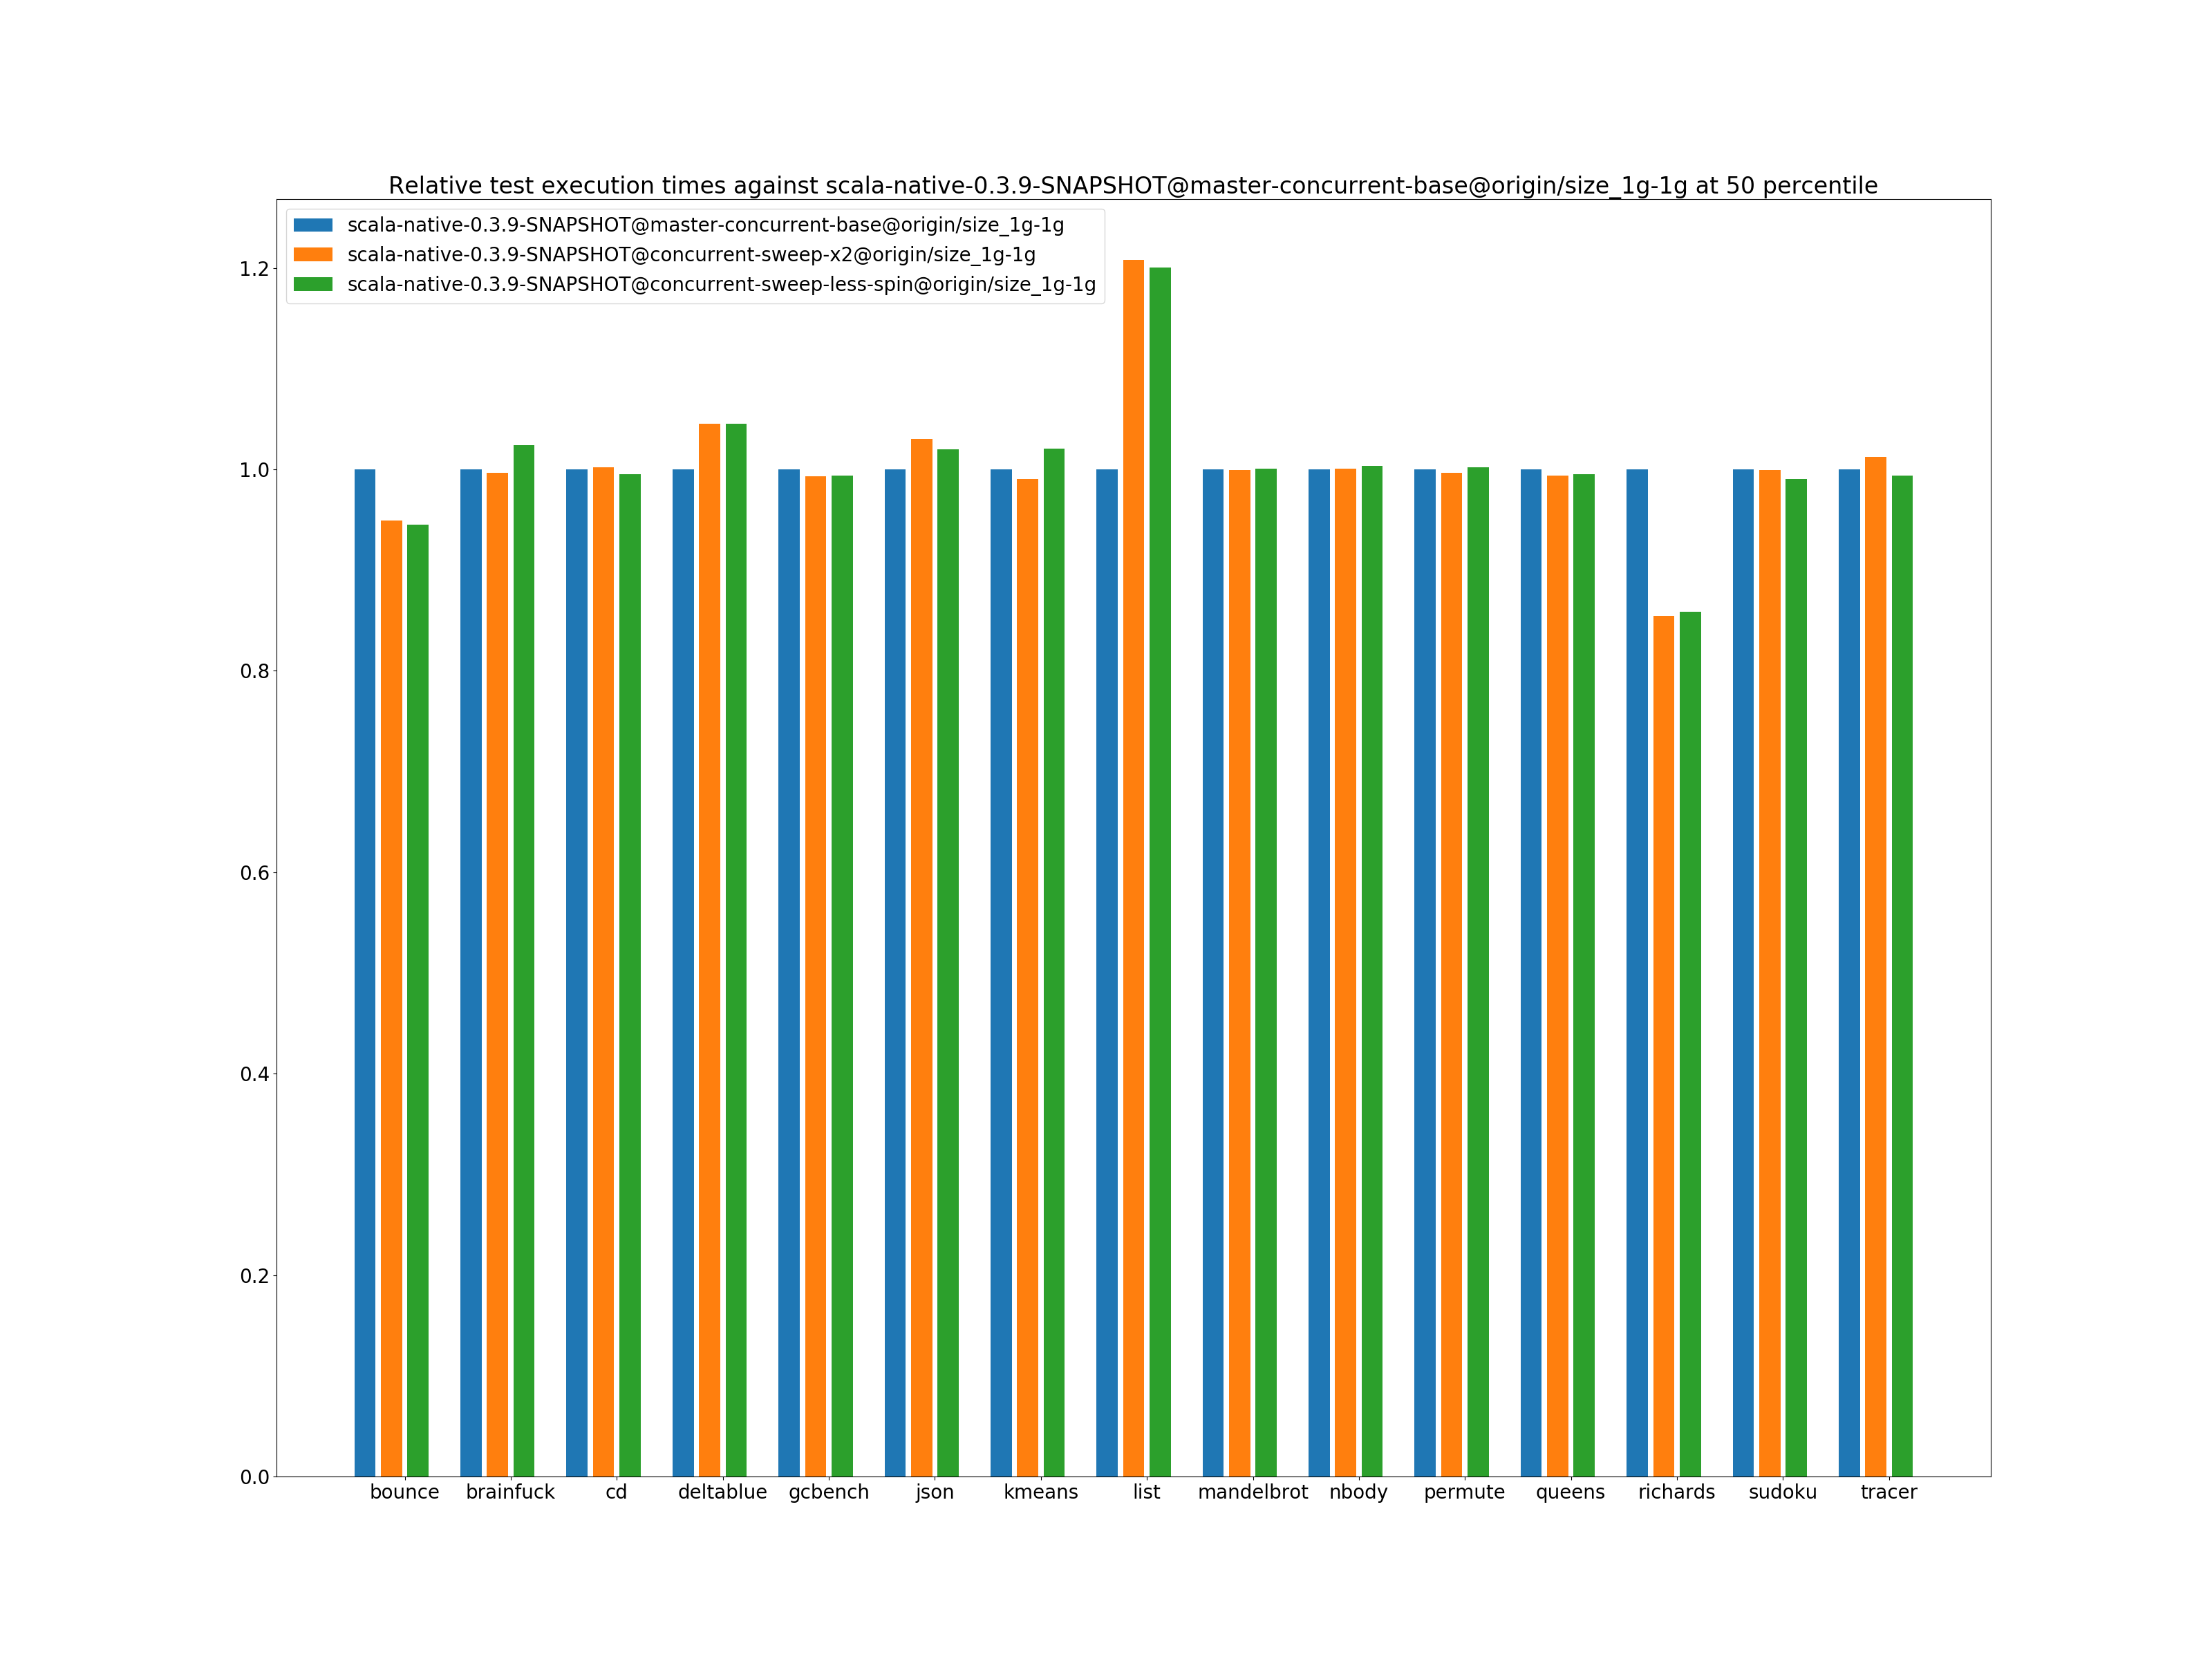 Relative test execution times against scala-native-0.3.9-SNAPSHOT@master-concurrent-base@origin/size_1g-1g at 50 percentile
scala-native-0.3.9-SNAPSHOT@master-concurrent-base@origin/size_1g-1g
scala-native-0.3.9-SNAPSHOT@concurrent-sweep-x2@origin/size_1g-1g
scala-native-0.3.9-SNAPSHOT@concurrent-sweep-less-spin@origin/size_1g-1g
1.2
1.0
0.8
0.6
0.4
0.2
0.0
bounce brainfuck cd deltablue gcbench json kmeans list mandelbrot nbody permute queens richards sudoku tracer